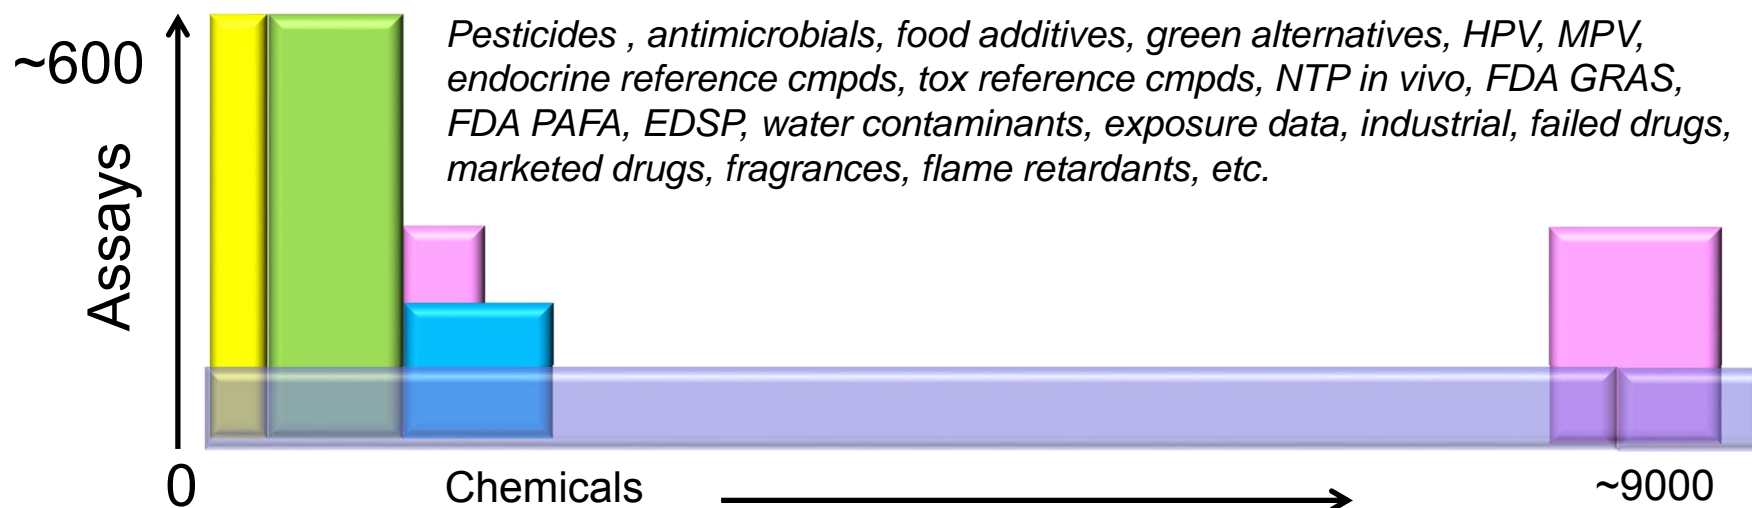 ~600
Assays
Pesticides , antimicrobials, food additives, green alternatives, HPV, MPV,
endocrine reference cmpds, tox reference cmpds, NTP in vivo, FDA GRAS,
FDA PAFA, EDSP, water contaminants, exposure data, industrial, failed drugs,
marketed drugs, fragrances, flame retardants, etc.
0
Chemicals
~9000